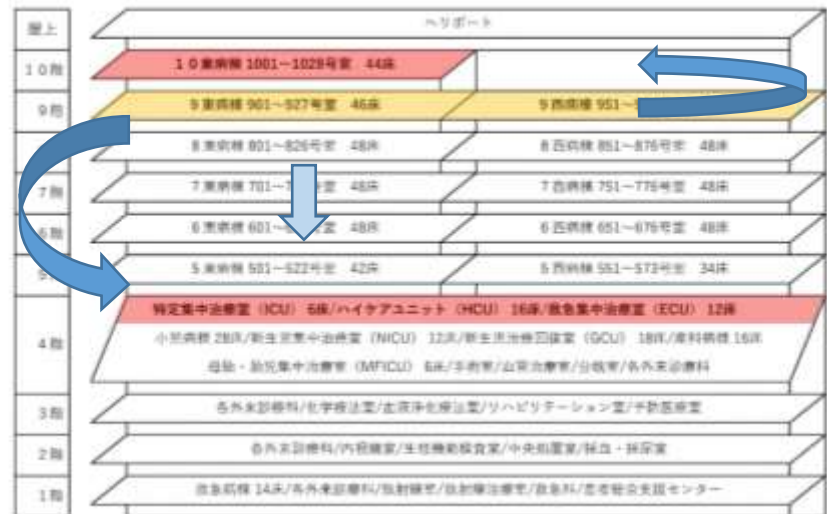 屋上 ヘリポート
10階 10東病棟 1001~1028号室 44床
9階 9東病棟 901~927号室 46床 9西病棟 951~
8東病棟 801~826号室 48床 8西病棟 851~876号室 48床
7階 7東病棟 701~ 号室 48床 7西病棟 751~776号室 48床
6階 6東病棟 601~ 号室 48床 6西病棟 651~676号室 48床
5東病棟 501~522号室 42床 5西病棟 551~573号室 34床
特定集中治療室(ICU) 6床/ハイケアユニット(HCU) 16床/救急集中治療室(ECU) 12床
4階 小児病棟 28床/新生児集中治療室(NICU) 12床/新生児治療回復室(GCU) 18床/産科病棟 16床
母胎・胎児集中治療室(MFICU) 6床/手術室/血管治療室/分娩室/各外来診療科
3階 各外来診療科/化学療法室/血液浄化療法室/リハビリテーション室/予防医療室
2階 各外来診療科/内視鏡室/生理機能検査室/中央処置室/採血・採尿室
1階 救急病棟 14床/各外来診療科/放射線室/放射線治療室/救急科/患者総合支援センター